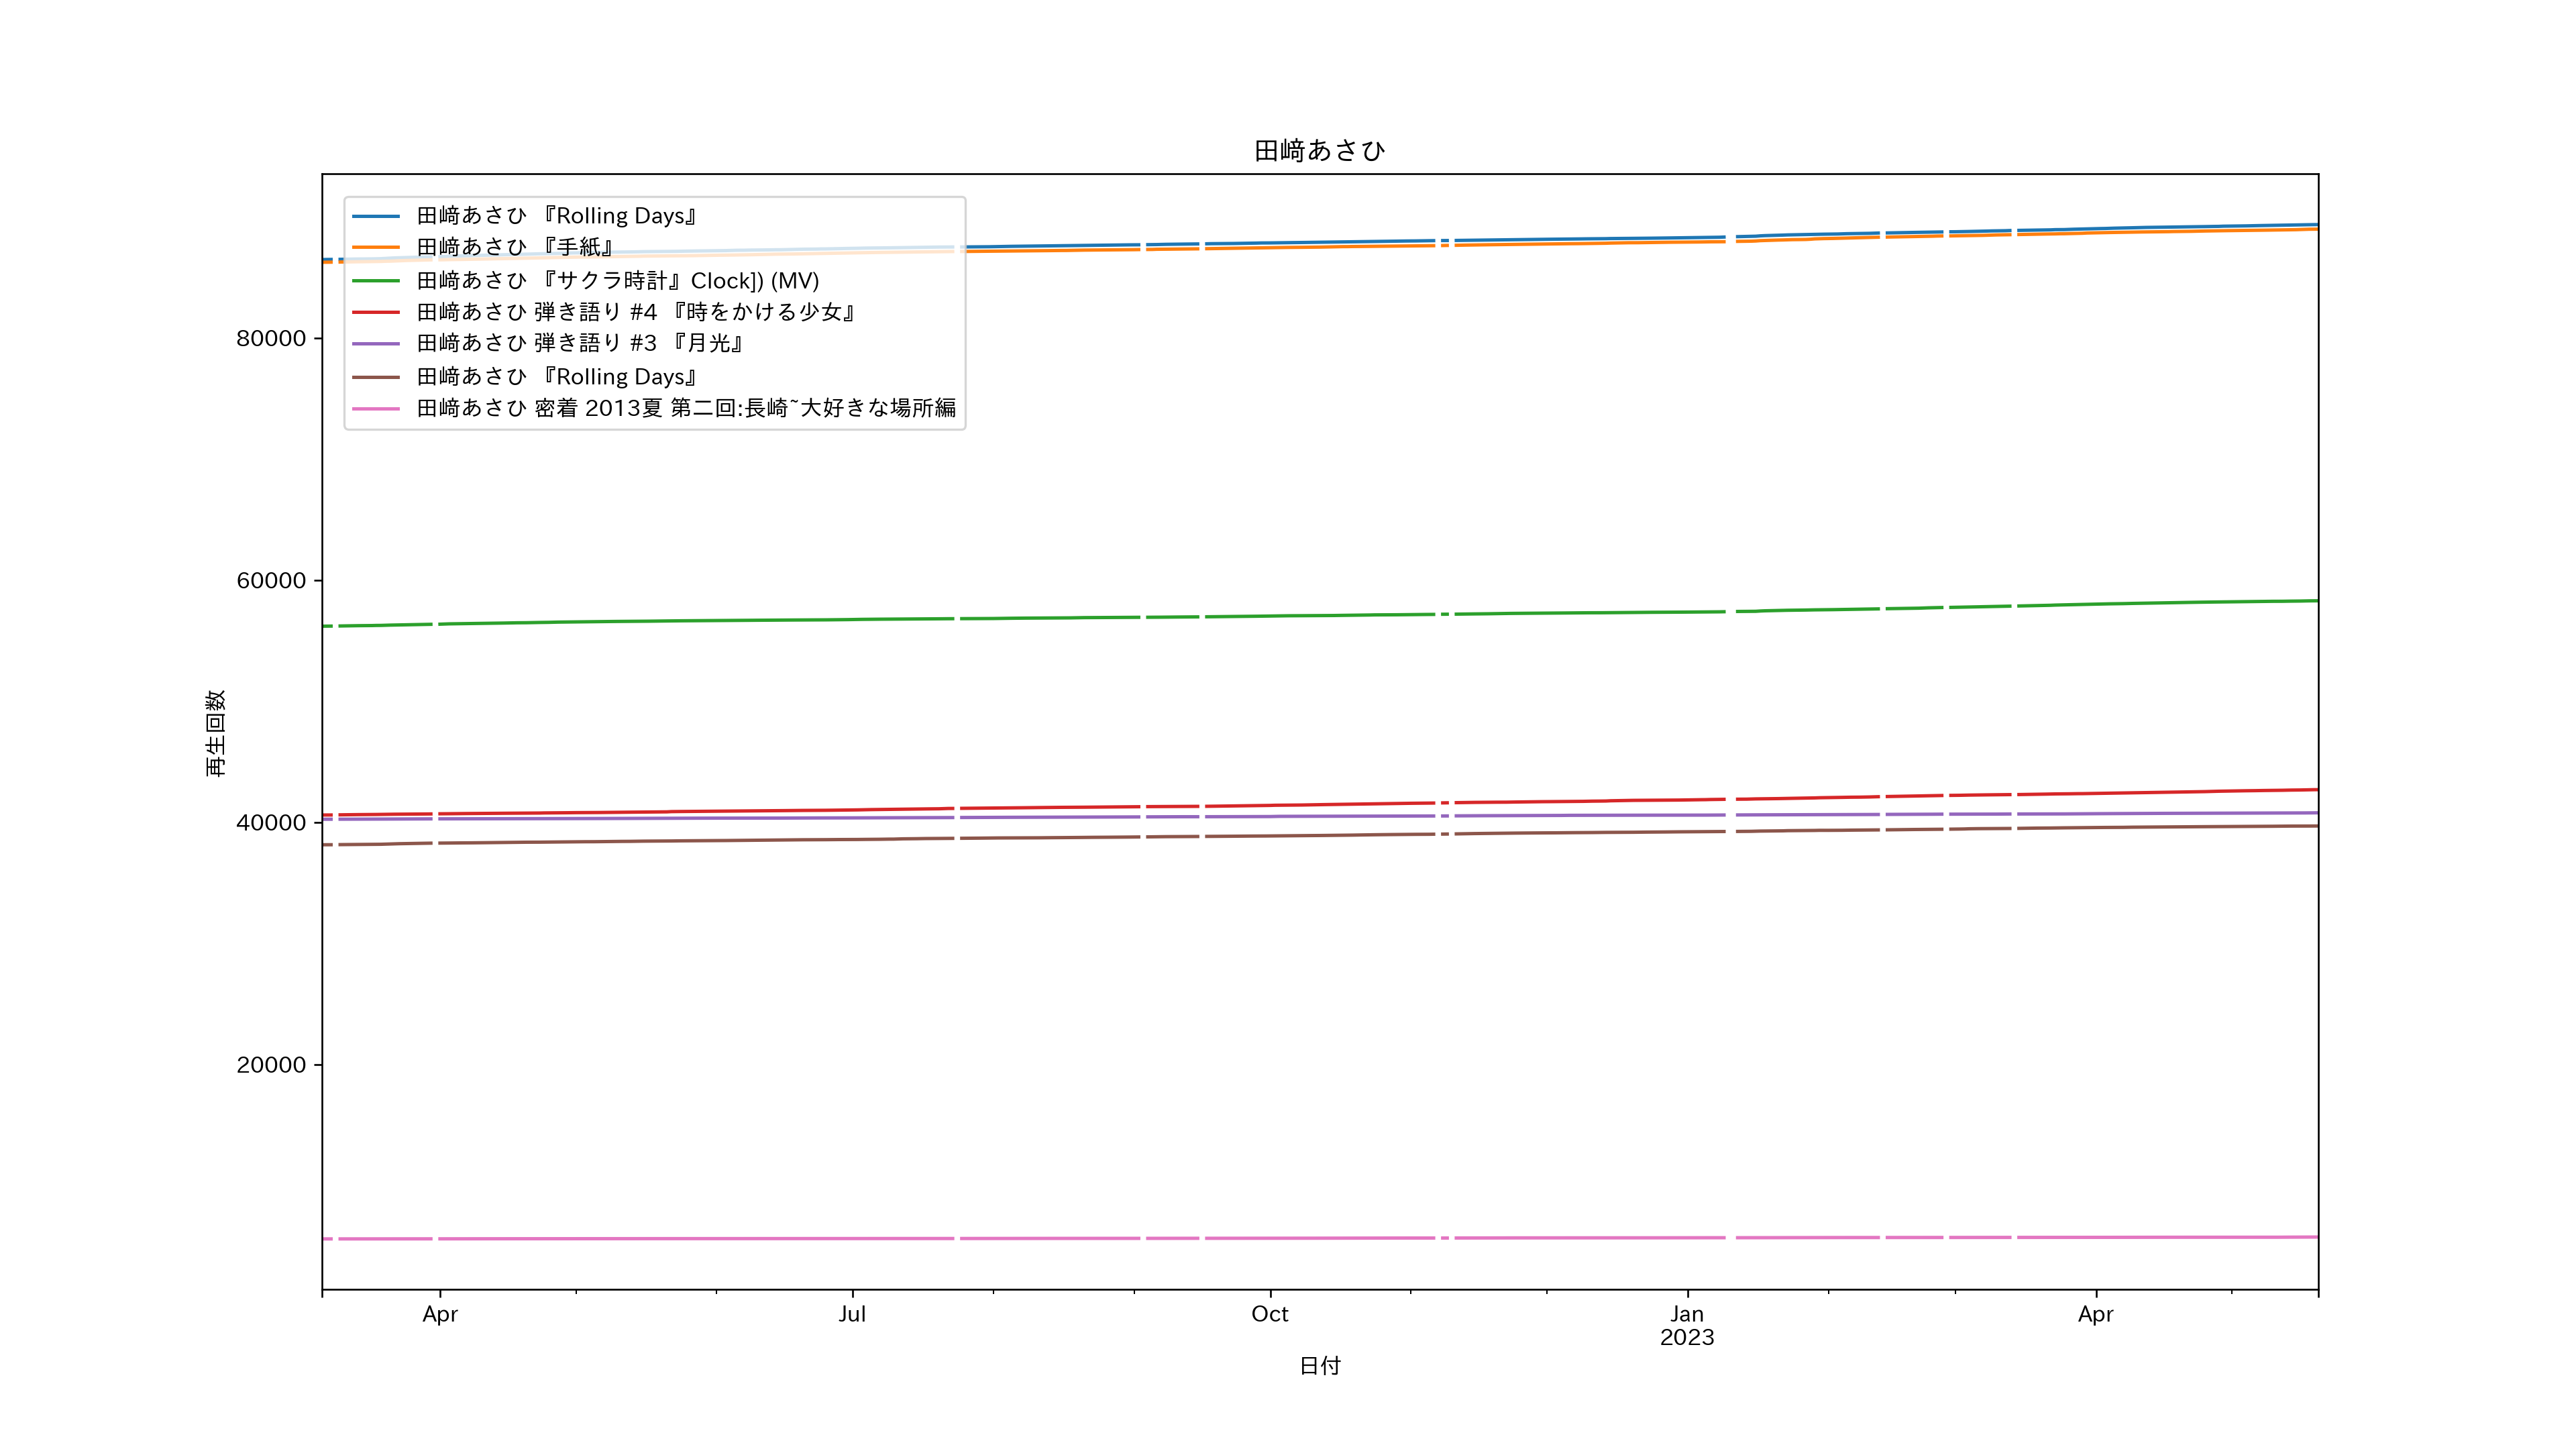 田﨑あさひ
田﨑あさひ 『Rolling Days』
田﨑あさひ 『手紙』
田﨑あさひ 『サクラ時計』Clock]) (MV)
田﨑あさひ 弾き語り #4 『時をかける少女』
田﨑あさひ 弾き語り #3 『月光』
田﨑あさひ 『Rolling Days』
田﨑あさひ 密着 2013夏 第二回:長崎~大好きな場所編
80000
60000
40000
20000
再生回数
Apr
Jul
Oct
Jan
2023
Apr
日付